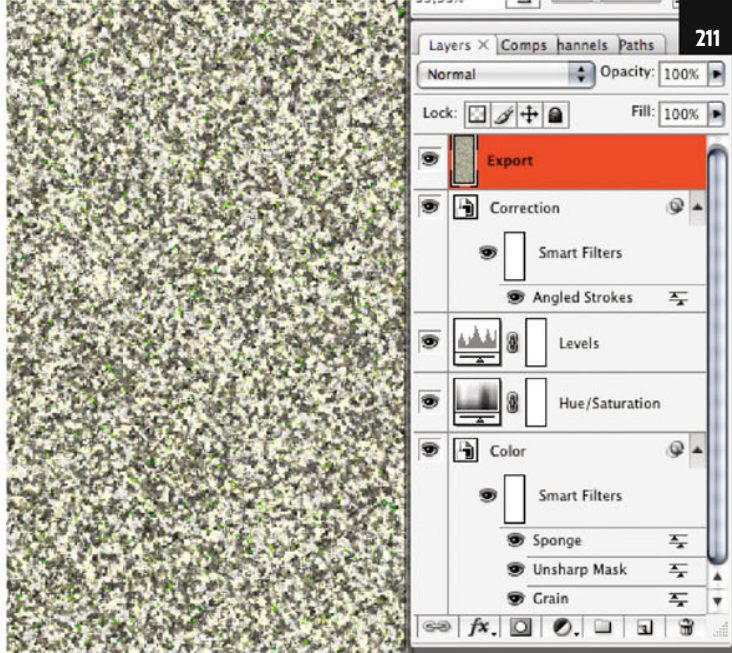 211
Layers × Comps hannels Paths
Normal Opacity: 100%
Lock: Fill: 100%
Export
Correction
Smart Filters
Angled Strokes
Levels
Hue/Saturation
Color
Smart Filters
Sponge
Unsharp Mask
Grain
fx.